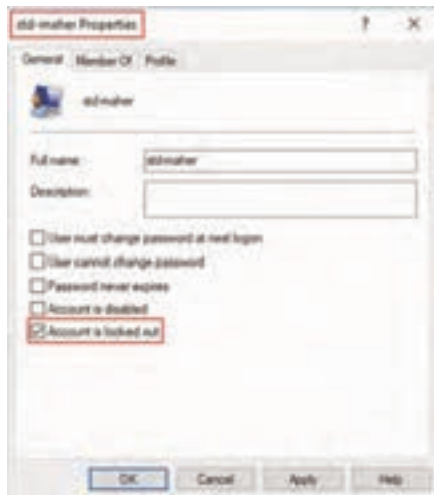 std-maher Properties ? ×
General Member Of Profile
std-maher
Full name: std-maher
Description:
User must change password at next logon
User cannot change password
Password never expires
Account is disabled
Account is locked out
OK Cancel Apply Help